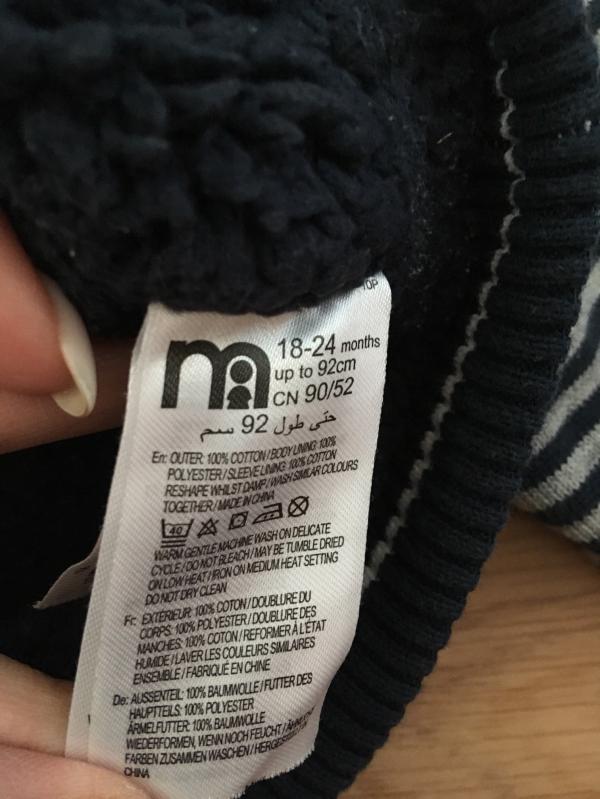 TOP
m
18-24 months
up to 92cm
CN 90/52
حتى طول 92 سم
En: OUTER: 100% COTTON/BODY LINING: 100%
POLYESTER/SLEEVE LINING: 100% COTTON
RESHAPE WHILST DAMP/WASH SIMILAR COLOURS
TOGETHER/MADE IN CHINA
40
WARM GENTLE MACHINE WASH ON DELICATE
CYCLE/DO NOT BLEACH/MAY BE TUMBLE DRIED
ON LOW HEAT/IRON ON MEDIUM HEAT SETTING
DO NOT DRY CLEAN
Fr: EXTERIEUR: 100% COTON/DOUBLURE DU
CORPS: 100% POLYESTER/DOUBLURE DES
MANCHES: 100% COTON/REFORMER À L'ÉTAT
HUMIDE/LAVER LES COULEURS SIMILAIRES
ENSEMBLE/FABRIQUÉ EN CHINE
De: AUSSENTEIL: 100% BAUMWOLLE/FUTTER DES
HAUPTTEILS: 100% POLYESTER
ÄRMELFUTTER: 100% BAUMWOLLE
WIEDERFORMEN, WENN NOCH FEUCHT/
FARBEN ZUSAMMEN WASCHEN/
CHINA